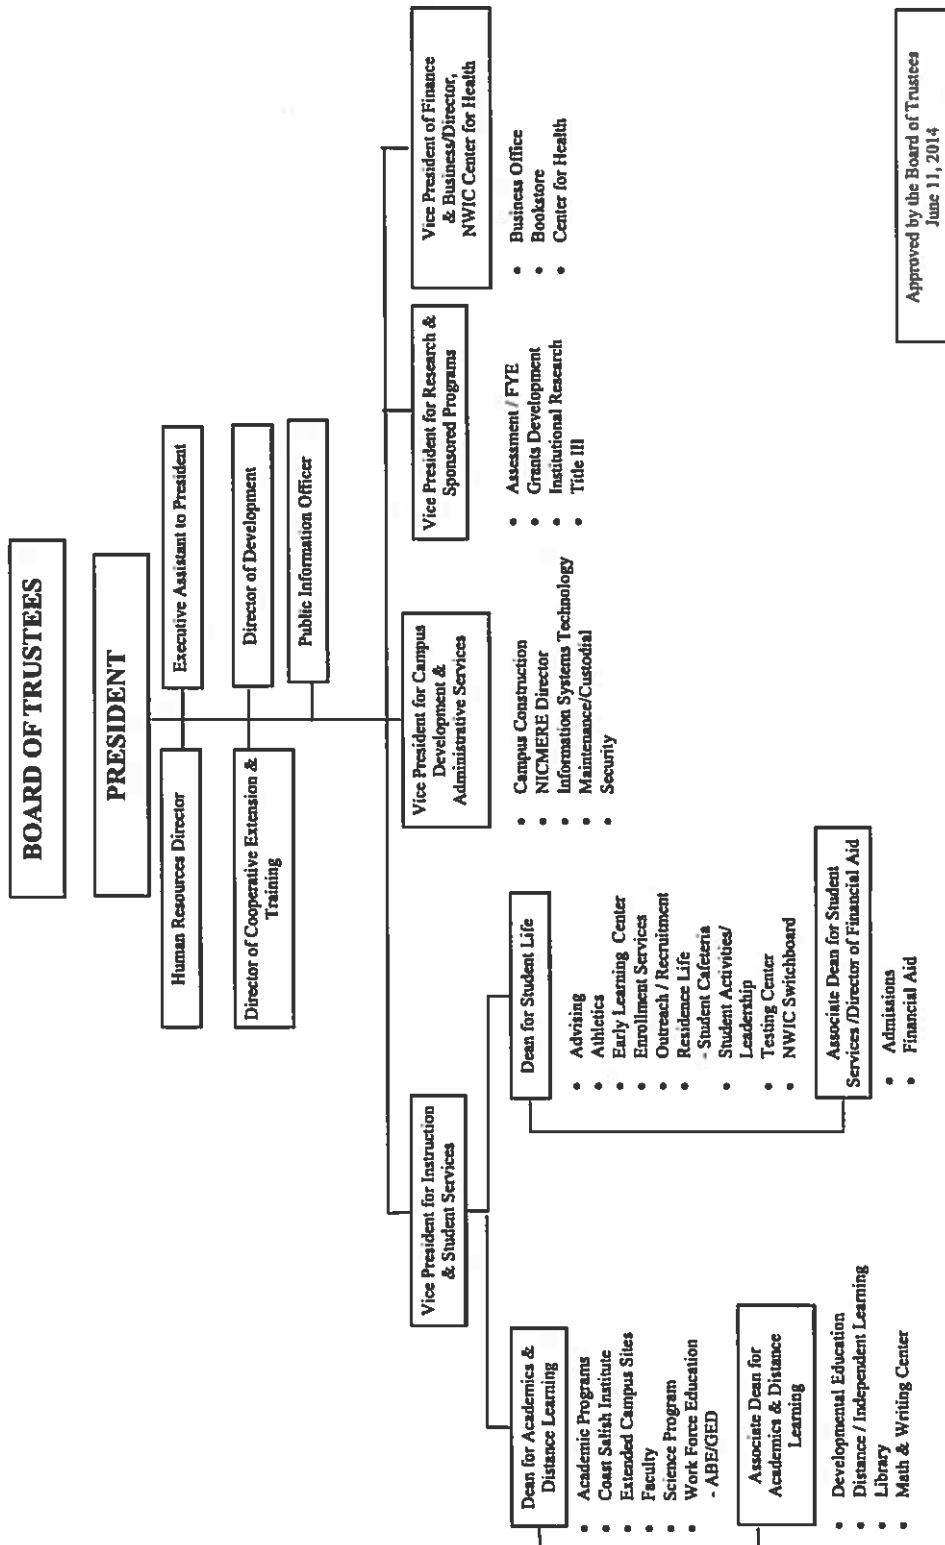 BOARD OF TRUSTEES
PRESIDENT
Human Resources Director
Executive Assistant to President
Director of Cooperative Extension &
Training
Director of Development
Public Information Officer
Vice President for Instruction
& Student Services
Vice President for Campus
Development &
Administrative Services
Vice President for Research &
Sponsored Programs
Vice President of Finance
& Business/Director,
NWIC Center for Health
• Campus Construction
• NICMERE Director
• Information Systems Technology
• Maintenance/Custodial
• Security
• Assessment / FYE
• Grants Development
• Institutional Research
• Title III
• Business Office
• Bookstore
• Center for Health
Dean for Academics &
Distance Learning
• Academic Programs
• Coast Salish Institute
• Extended Campus Sites
• Faculty
• Science Program
• Work Force Education
- ABE/GED
Dean for Student Life
• Advising
• Athletics
• Early Learning Center
• Enrollment Services
• Outreach / Recruitment
• Residence Life
- Student Cafeteria
• Student Activities/
Leadership
• Testing Center
• NWIC Switchboard
Associate Dean for
Academics & Distance
Learning
• Developmental Education
• Distance / Independent Learning
• Library
• Math & Writing Center
Associate Dean for Student
Services /Director of Financial Aid
• Admissions
• Financial Aid
Approved by the Board of Trustees
June 11, 2014